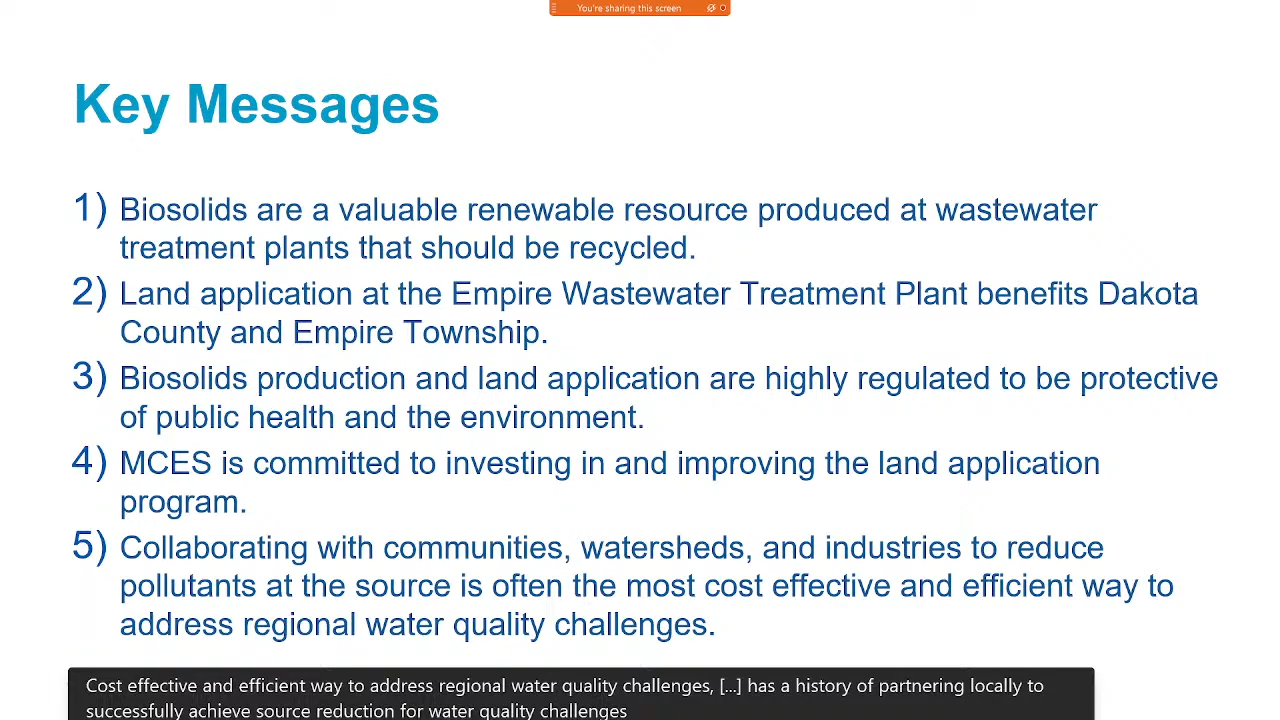 You're sharing this screen
Key Messages
1) Biosolids are a valuable renewable resource produced at wastewater
treatment plants that should be recycled.
2) Land application at the Empire Wastewater Treatment Plant benefits Dakota
County and Empire Township.
3) Biosolids production and land application are highly regulated to be protective
of public health and the environment.
4) MCES is committed to investing in and improving the land application
program.
5) Collaborating with communities, watersheds, and industries to reduce
pollutants at the source is often the most cost effective and efficient way to
address regional water quality challenges.
Cost effective and efficient way to address regional water quality challenges, [...] has a history of partnering locally to
successfully achieve source reduction for water quality challenges